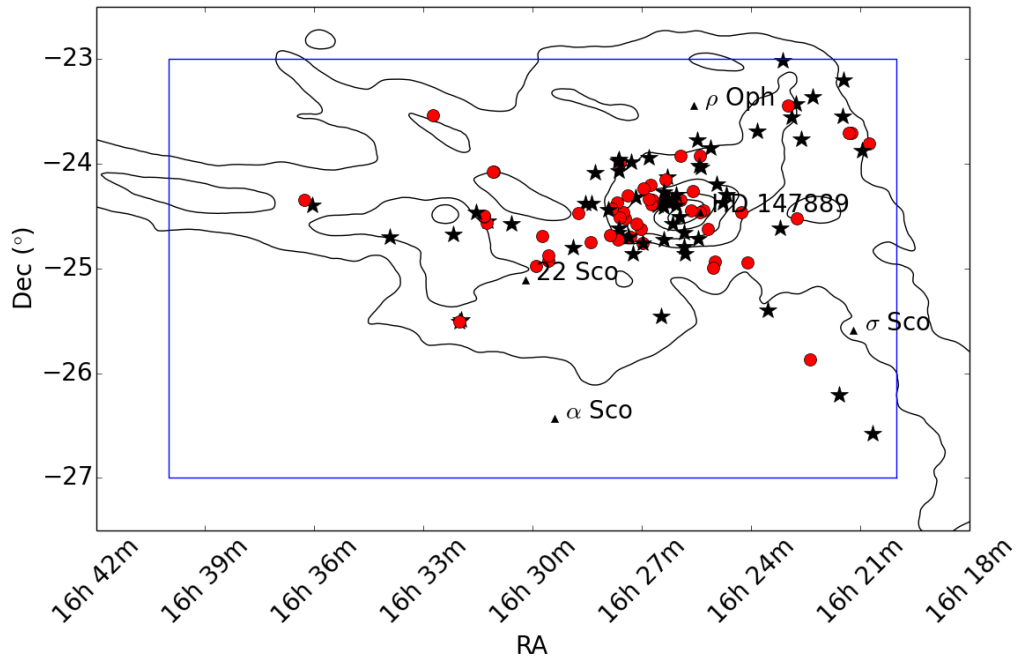 −23
ρ Oph
−24
HD 147889
−25
22 Sco
σ Sco
−26
α Sco
−27
Dec (°)
16h 42m
16h 39m
16h 36m
16h 33m
16h 30m
16h 27m
16h 24m
16h 21m
16h 18m
RA